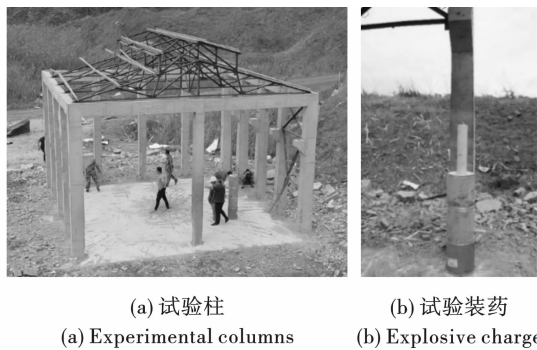 (a) 试验柱
(b) 试验装药
(a) Experimental columns
(b) Explosive charge